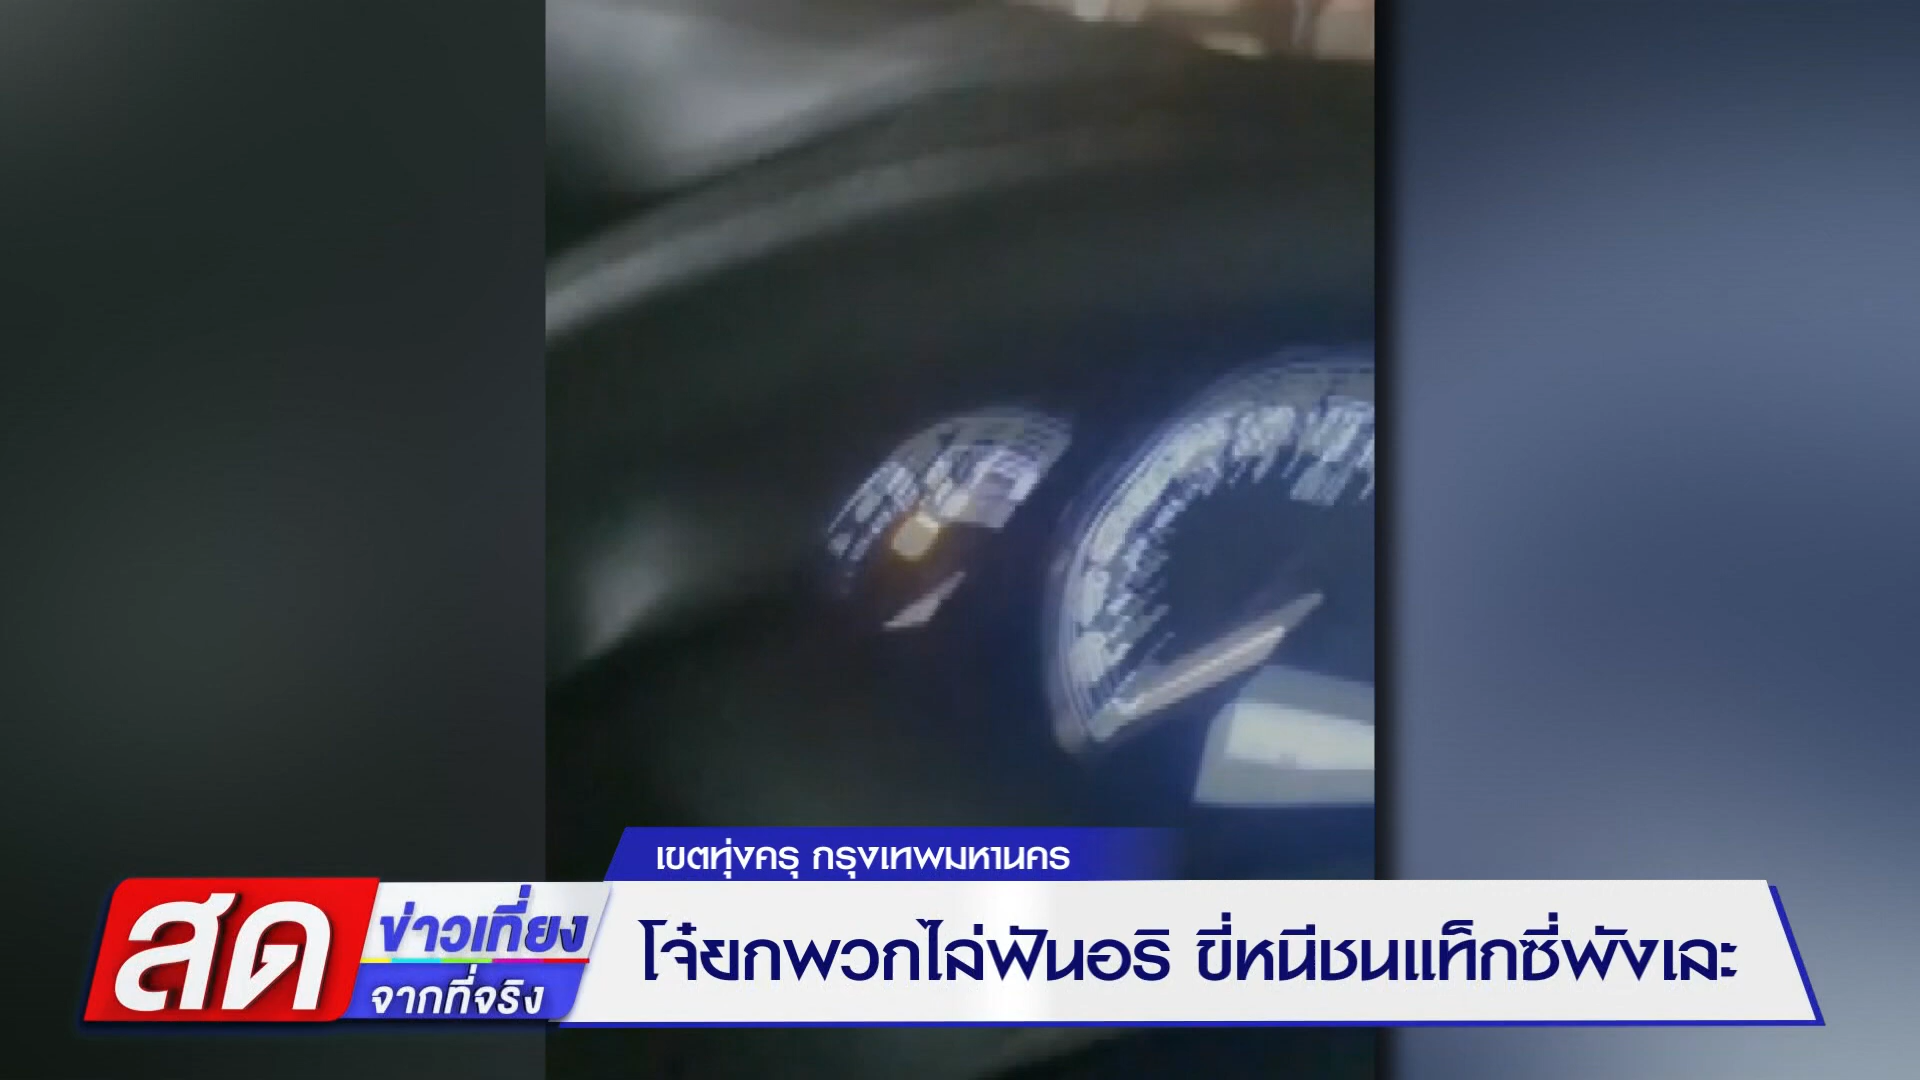 เขตทุ่งครุ กรุงเทพมหานคร
สด
ข่าวเที่ยง
จากที่จริง
โจ๋ยกพวกไล่ฟันอริ ขี่หนีชนแท็กซี่พังเละ